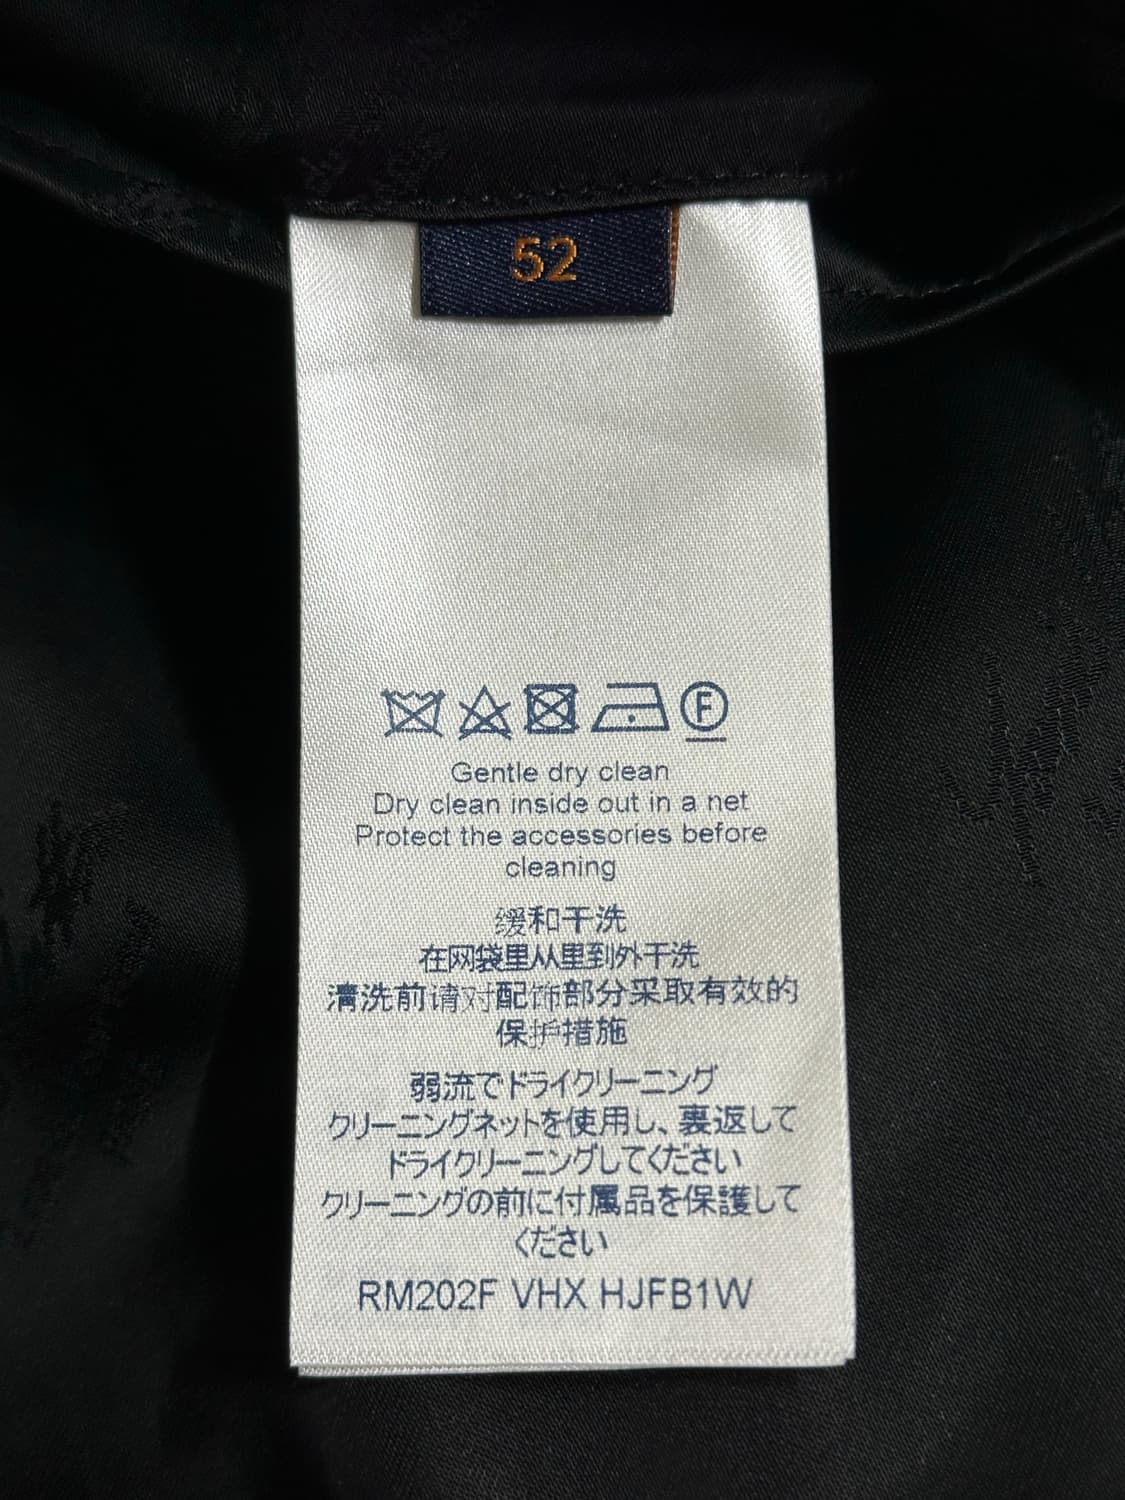 52
F
Gentle dry clean
Dry clean inside out in a net
Protect the accessories before
cleaning
缓和干洗
在网袋里从里到外干洗
清洗前请对配饰部分采取有效的
保护措施
弱流でドライクリーニング
クリーニングネットを使用し、裏返して
ドライクリーニングしてください
クリーニングの前に付属品を保護して
ください
RM202F VHX HJFB1W